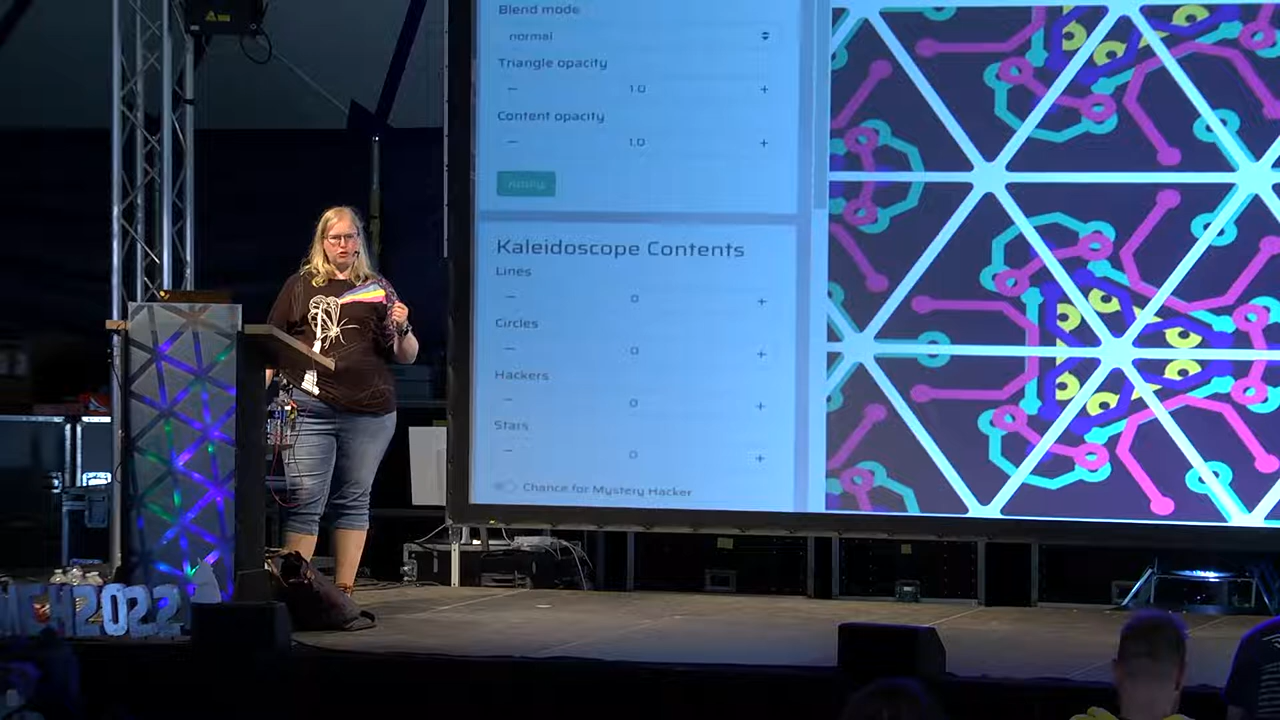 Blend mode
normal
Triangle opacity
− 1.0 +
Content opacity
− 1.0 +
Apply
Kaleidoscope Contents
Lines
− 0 +
Circles
− 0 +
Hackers
− 0 +
Stars
− 0 +
Chance for Mystery Hacker
MCH2022